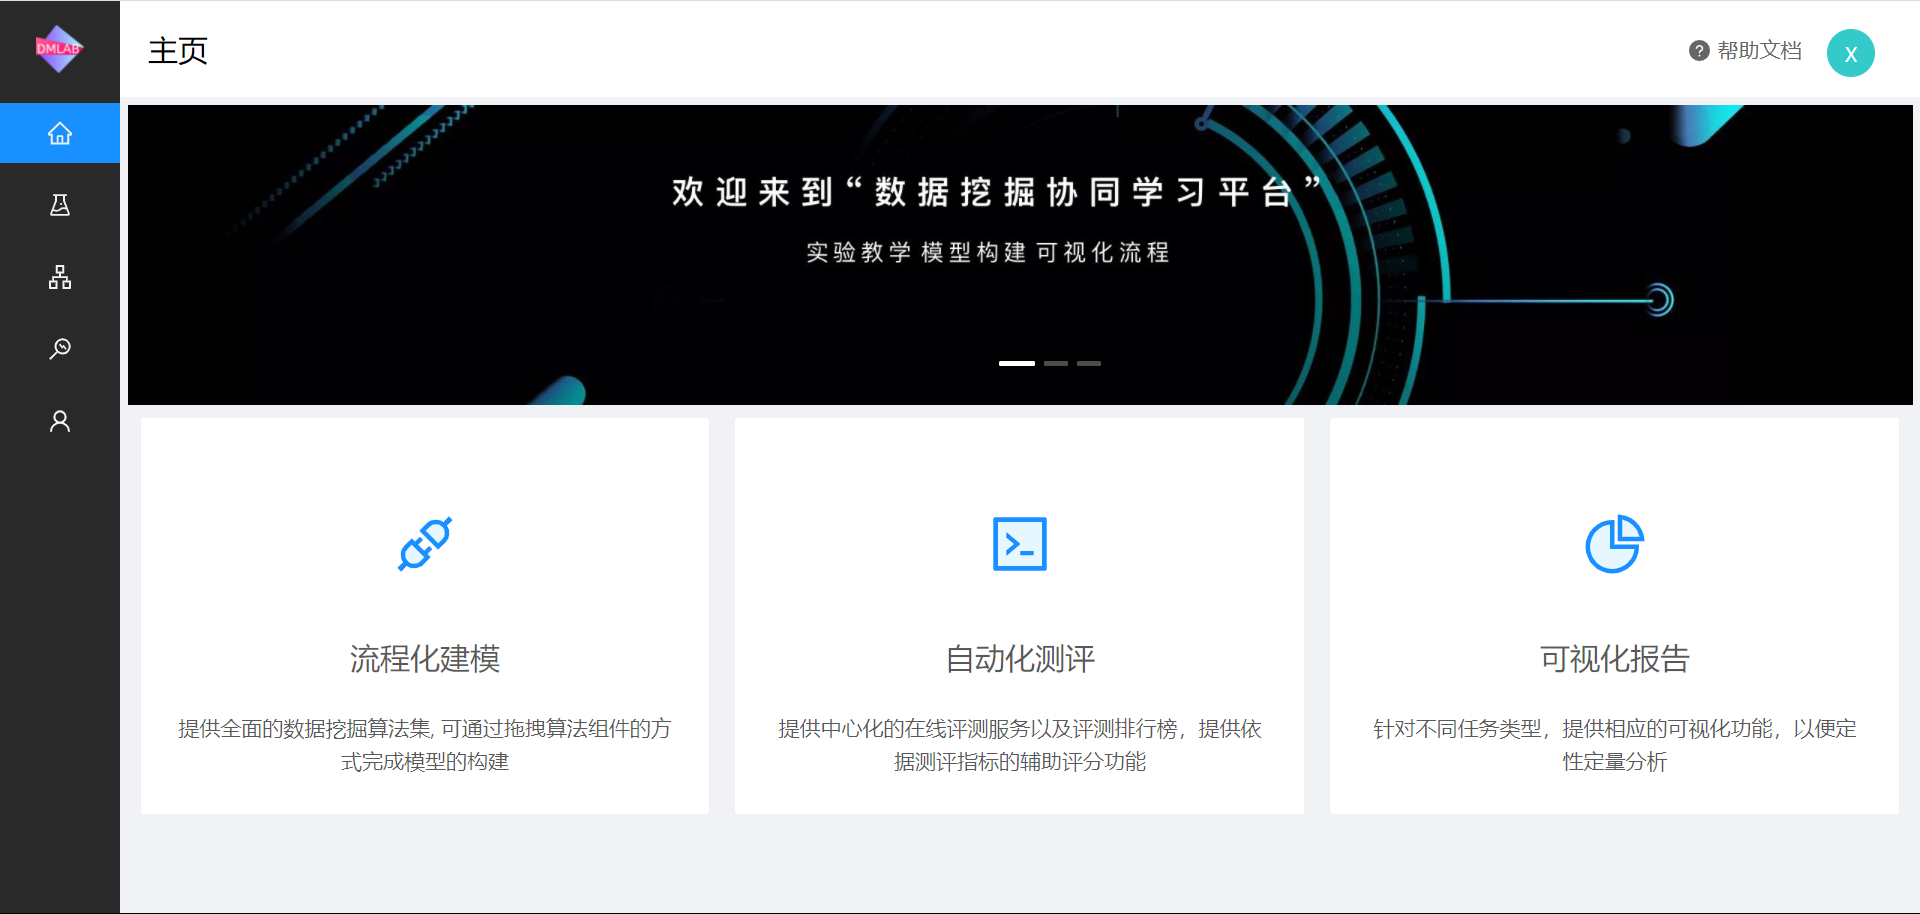 DMLAB
主页
帮助文档
X
欢迎来到“数据挖掘协同学习平台”
实验教学 模型构建 可视化流程
流程化建模
提供全面的数据挖掘算法集, 可通过拖拽算法组件的方
式完成模型的构建
自动化测评
提供中心化的在线评测服务以及评测排行榜，提供依
据测评指标的辅助评分功能
可视化报告
针对不同任务类型，提供相应的可视化功能，以便定
性定量分析